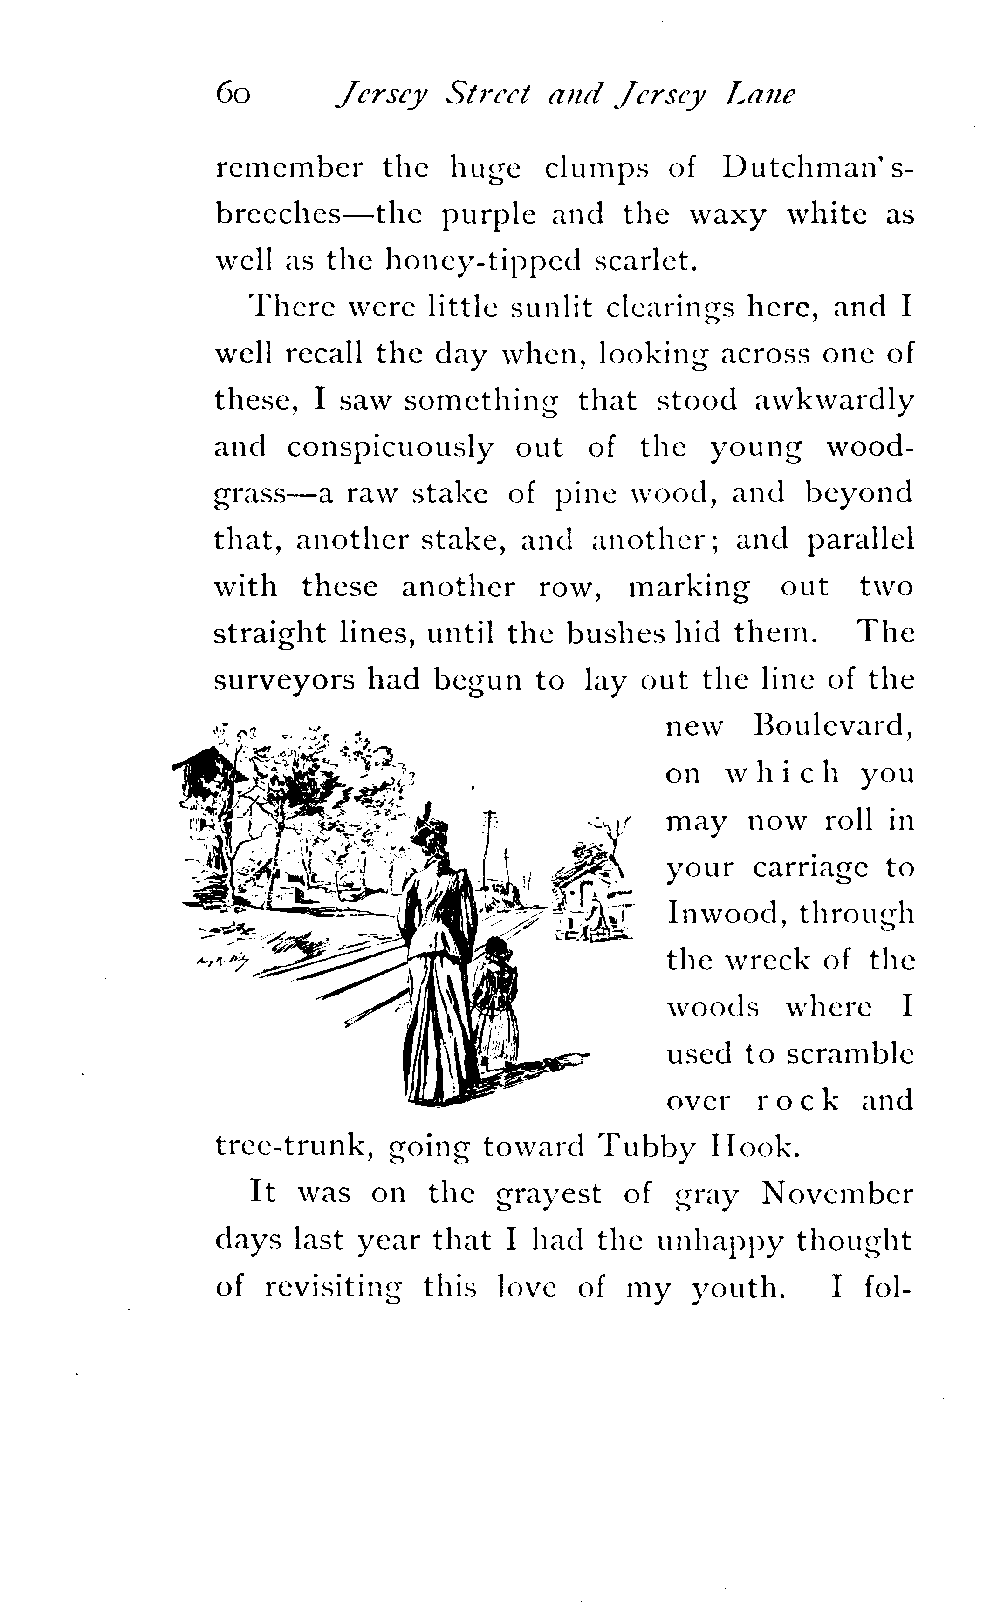 60 Jersey Street and Jersey Lane
remember the huge clumps of Dutchman's-
breeches—the purple and the waxy white as
well as the honey-tipped scarlet.
There were little sunlit clearings here, and I
well recall the day when, looking across one of
these, I saw something that stood awkwardly
and conspicuously out of the young wood-
grass—a raw stake of pine wood, and beyond
that, another stake, and another; and parallel
with these another row, marking out two
straight lines, until the bushes hid them. The
surveyors had begun to lay out the line of the
new Boulevard,
on which you
may now roll in
your carriage to
Inwood, through
the wreck of the
woods where I
used to scramble
over rock and
tree-trunk, going toward Tubby Hook.
It was on the grayest of gray November
days last year that I had the unhappy thought
of revisiting this love of my youth. I fol-